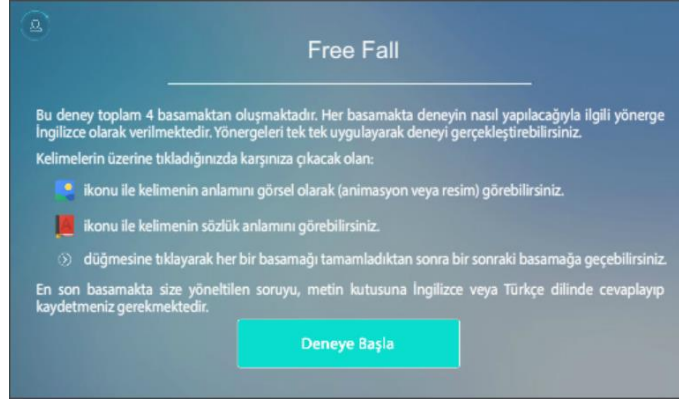 Free Fall
Bu deney toplam 4 basamaktan oluşmaktadır. Her basamakta deneyin nasıl yapılacağıyla ilgili yönerge
İngilizce olarak verilmektedir. Yönergeleri tek tek uygulayarak deneyi gerçekleştirebilirsiniz.
Kelimelerin üzerine tıkladığınızda karşınıza çıkacak olan:
ikonu ile kelimenin anlamını görsel olarak (animasyon veya resim) görebilirsiniz.
ikonu ile kelimenin sözlük anlamını görebilirsiniz.
düğmesine tıklayarak her bir basamağı tamamladıktan sonra bir sonraki basamağa geçebilirsiniz.
En son basamakta size yöneltilen soruyu, metin kutusuna İngilizce veya Türkçe dilinde cevaplayıp
kaydetmeniz gerekmektedir.
Deneye Başla